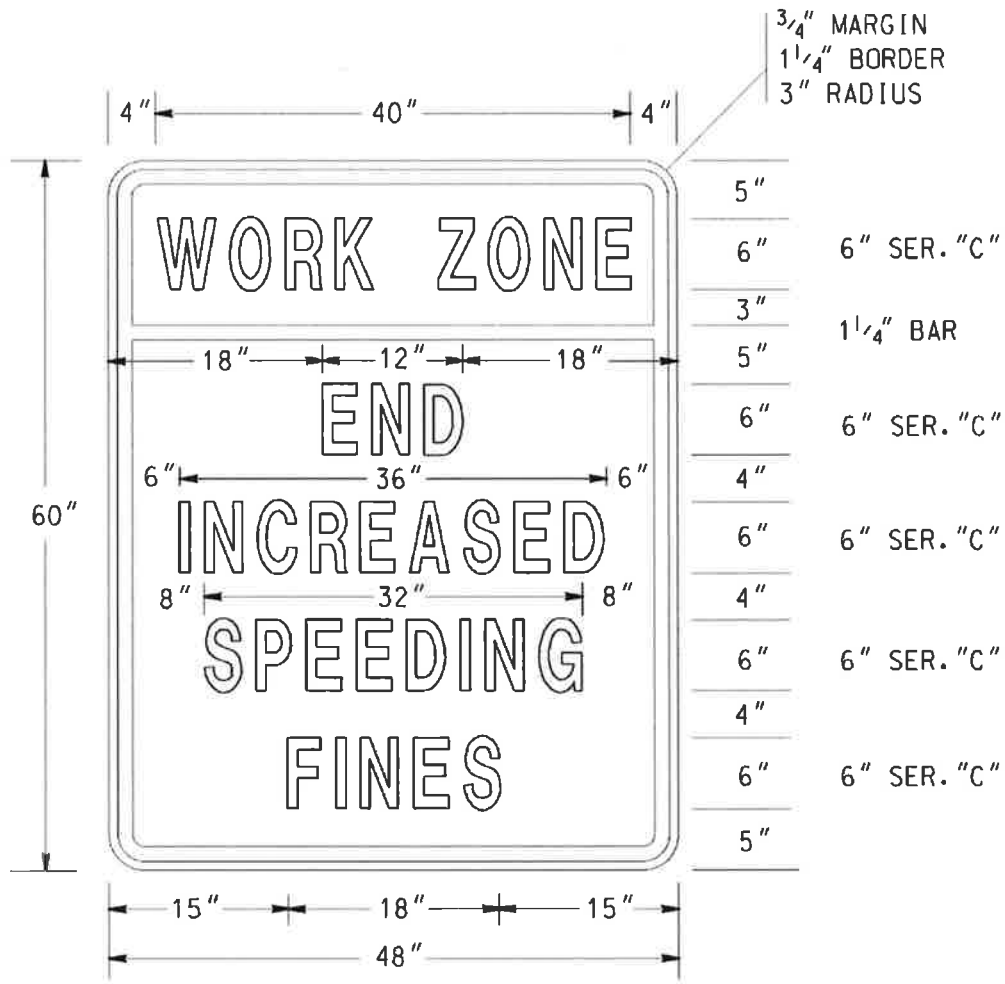 3/4" MARGIN
1 1/4" BORDER
3" RADIUS
4" 40" 4"
5"
WORK ZONE
6" 6" SER. "C"
3"
1 1/4" BAR
18" 12" 18"
5"
END
6" 6" SER. "C"
6" 36" 6"
4"
60"
INCREASED
6" 6" SER. "C"
8" 32" 8"
4"
SPEEDING
6" 6" SER. "C"
4"
FINES
6" 6" SER. "C"
5"
15" 18" 15"
48"